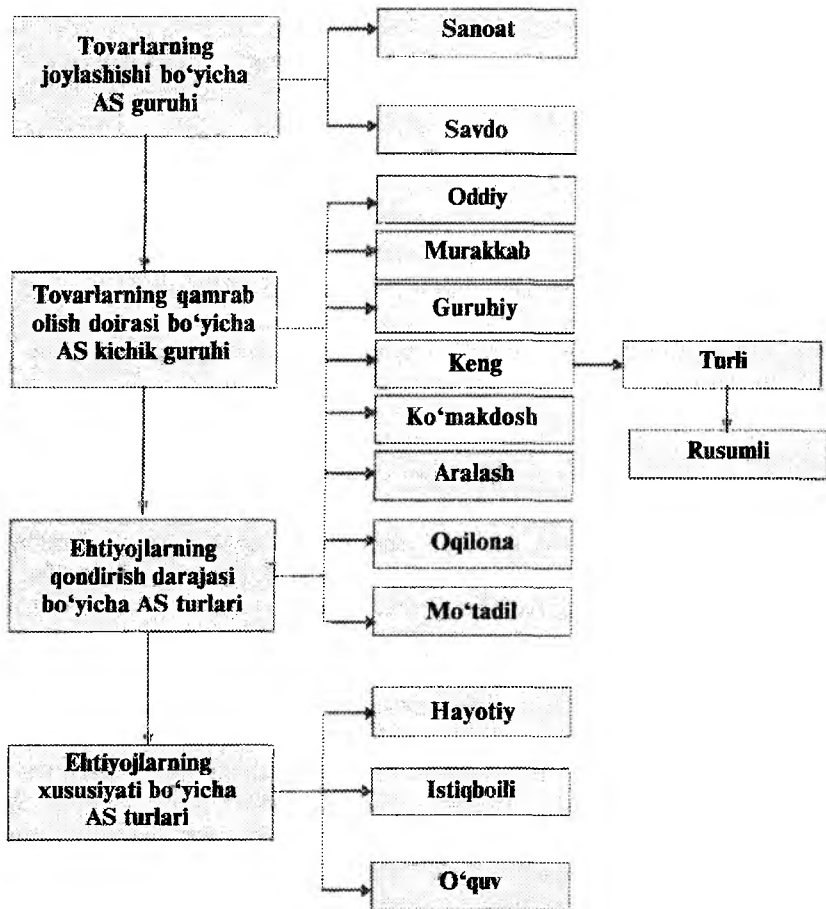 Tovarlarning
joylashishi bo‘yicha
AS guruhi
Sanoat
Savdo
Tovarlarning qamrab
olish doirasi bo‘yicha
AS kichik guruhi
Oddiy
Murakkab
Guruhiy
Keng
Turli
Rusumli
Ko‘makdosh
Aralash
Ehtiyojlarning
qondirish darajasi
bo‘yicha AS turlari
Oqilona
Mo‘tadil
Ehtiyojlarning
xususiyati bo‘yicha
AS turlari
Hayotiy
Istiqboili
O‘quv